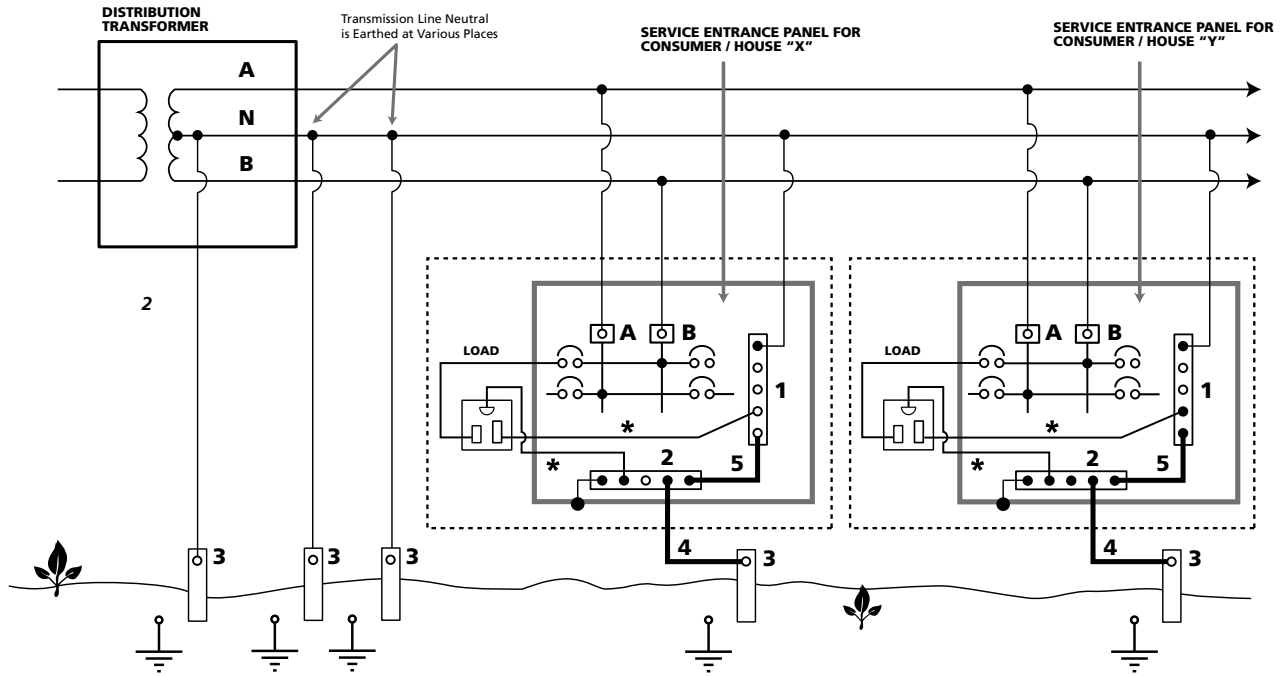 DISTRIBUTION
TRANSFORMER
Transmission Line Neutral
is Earthed at Various Places
SERVICE ENTRANCE PANEL FOR
CONSUMER / HOUSE "X"
SERVICE ENTRANCE PANEL FOR
CONSUMER / HOUSE "Y"
A
N
B
2
LOAD
A
B
1
*
*
2
5
4
LOAD
A
B
1
*
*
2
5
4
3
3
3
3
3